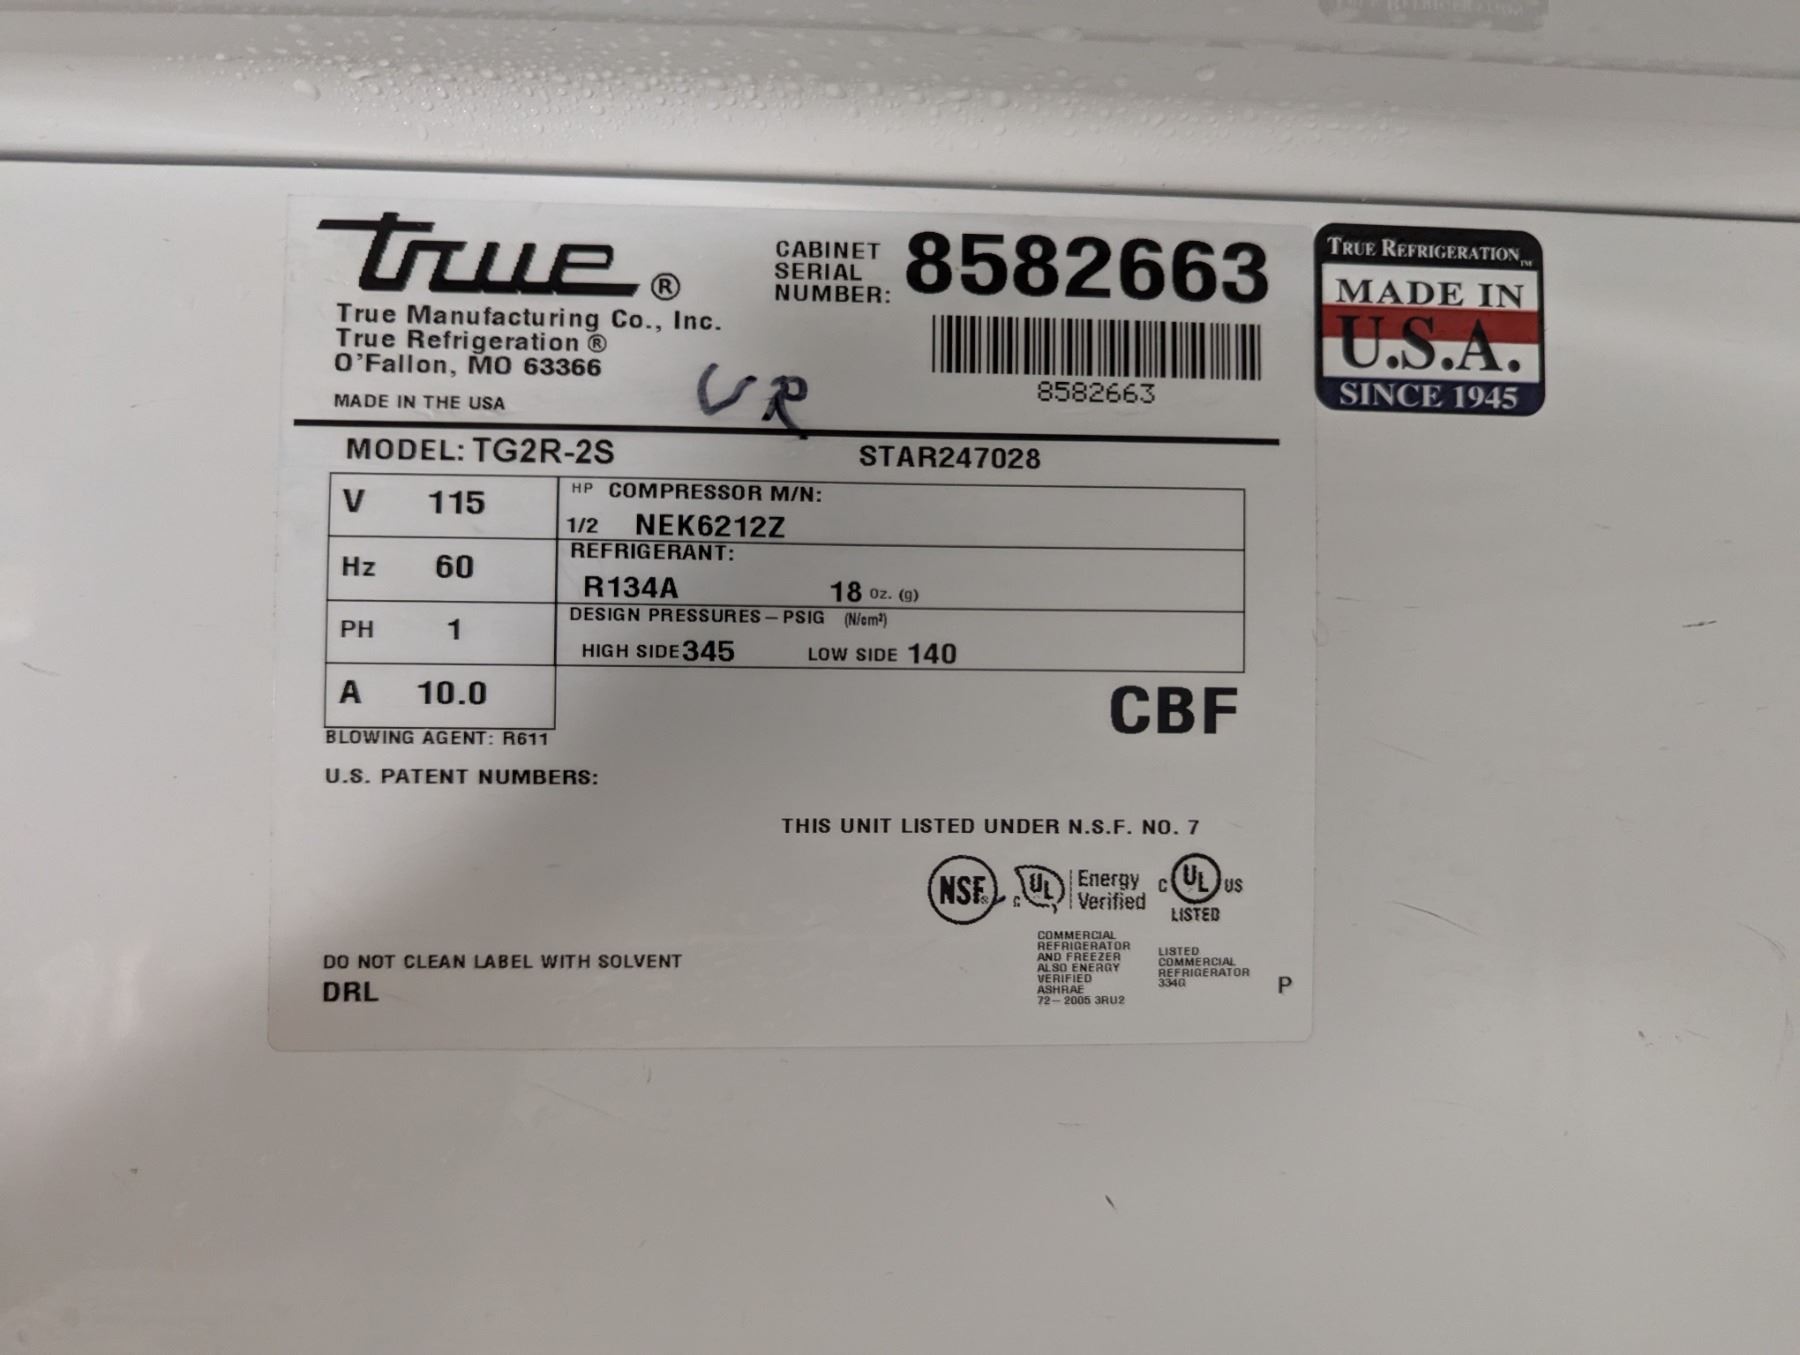 true®
True Manufacturing Co., Inc.
True Refrigeration ®
O'Fallon, MO 63366
MADE IN THE USA
VR
CABINET
SERIAL
NUMBER: 8582663
8582663
TRUE REFRIGERATION
MADE IN
U.S.A.
SINCE 1945
MODEL: TG2R-2S STAR247028
V 115
Hz 60
PH 1
A 10.0
HP COMPRESSOR M/N:
1/2 NEK6212Z
REFRIGERANT:
R134A 18 Oz. (g)
DESIGN PRESSURES – PSIG (N/cm²)
HIGH SIDE 345 LOW SIDE 140
CBF
BLOWING AGENT: R611
U.S. PATENT NUMBERS:
THIS UNIT LISTED UNDER N.S.F. NO. 7
NSF®
c UL Energy
Verified
c UL US
LISTED
COMMERCIAL
REFRIGERATOR
AND FREEZER
ALSO ENERGY
VERIFIED
ASHRAE
72–2005 3RU2
LISTED
COMMERCIAL
REFRIGERATOR
334G
P
DO NOT CLEAN LABEL WITH SOLVENT
DRL